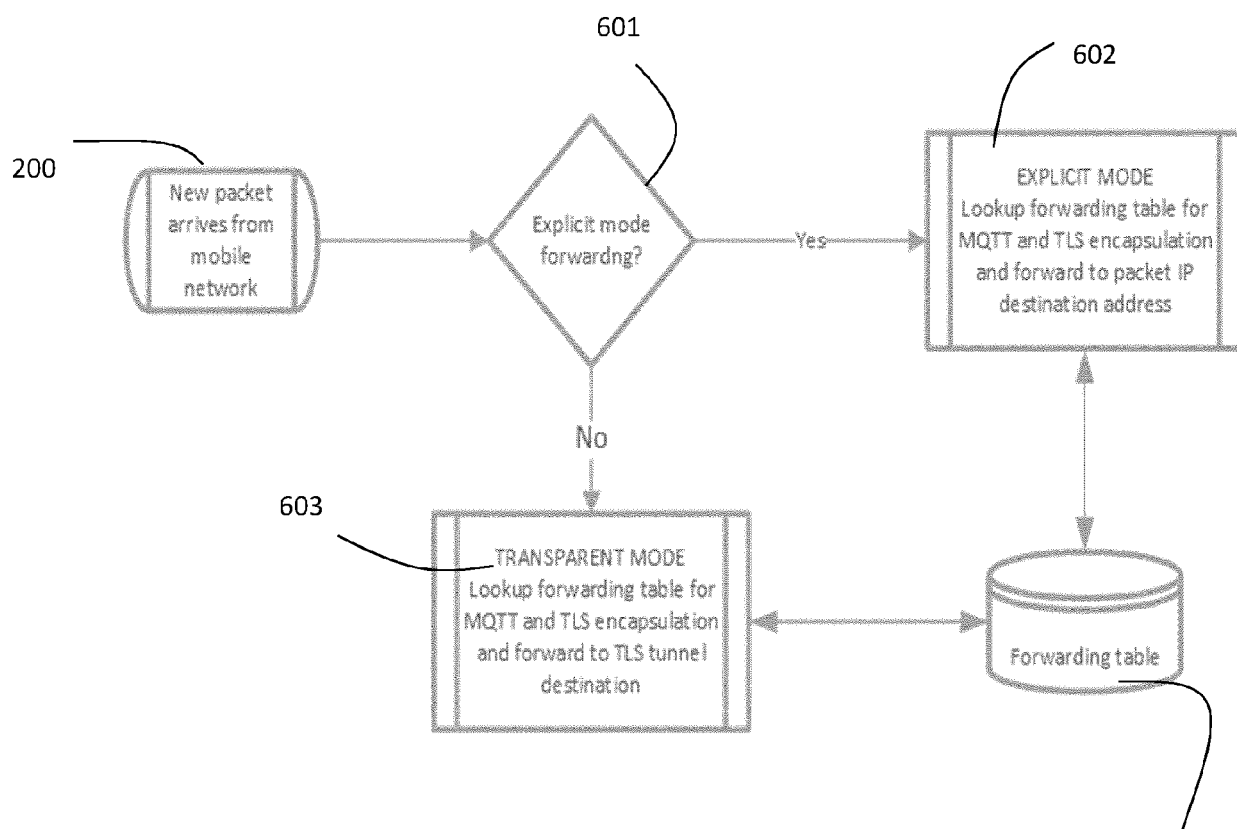 601
602
200
New packet
arrives from
mobile
network
Explicit mode
forwardng?
Yes
EXPLICIT MODE
Lookup forwarding table for
MQTT and TLS encapsulation
and forward to packet IP
destination address
No
603
TRANSPARENT MODE
Lookup forwarding table for
MQTT and TLS encapsulation
and forward to TLS tunnel
destination
Forwarding table